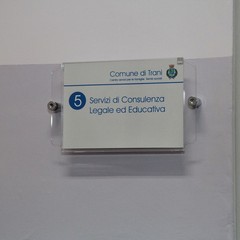 Comune di Trani
5
Servizi di Consulenza
Legale ed Educativa